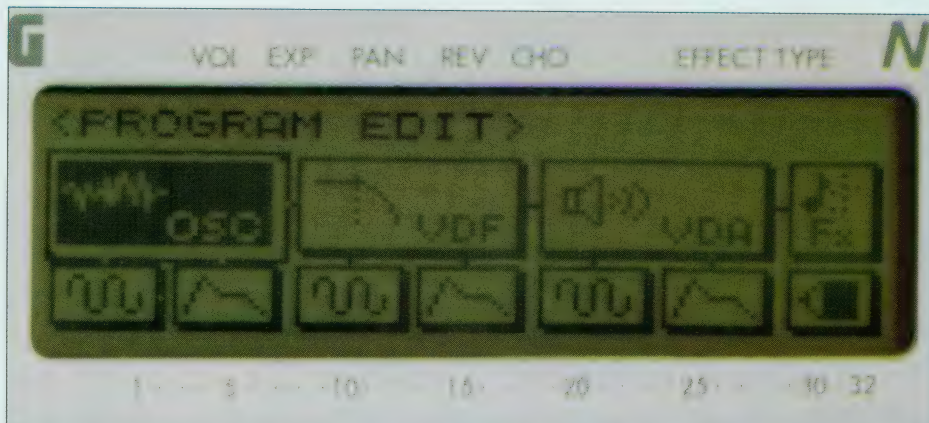 G N
VOL EXP PAN REV CHO EFFECT TYPE
<PROGRAM EDIT>
OSC VDF VDA Fx
1 5 10 15 20 25 30 32